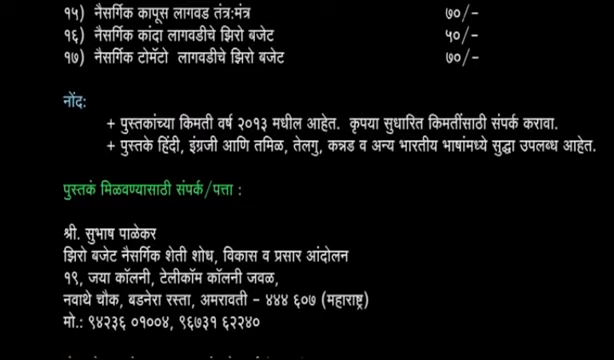 १५) नैसर्गिक कापूस लागवड तंत्र:मंत्र ७०/-
१६) नैसर्गिक कांदा लागवडीचे झिरो बजेट ५०/-
१७) नैसर्गिक टोमॅटो लागवडीचे झिरो बजेट ७०/-
नोंद:
+ पुस्तकांच्या किमती वर्ष २०१३ मधील आहेत. कृपया सुधारित किमतींसाठी संपर्क करावा.
+ पुस्तके हिंदी, इंग्रजी आणि तमिळ, तेलगु, कन्नड व अन्य भारतीय भाषांमध्ये सुद्धा उपलब्ध आहेत.
पुस्तकं मिळवण्यासाठी संपर्क/पत्ता :
श्री. सुभाष पाळेकर
झिरो बजेट नैसर्गिक शेती शोध, विकास व प्रसार आंदोलन
१९, जया कॉलनी, टेलीकॉम कॉलनी जवळ,
नवाथे चौक, बडनेरा रस्ता, अमरावती - ४४४ ६०७ (महाराष्ट्र)
मो.: ९४२३६ ०१००४, ९६७३१ ६२२४०